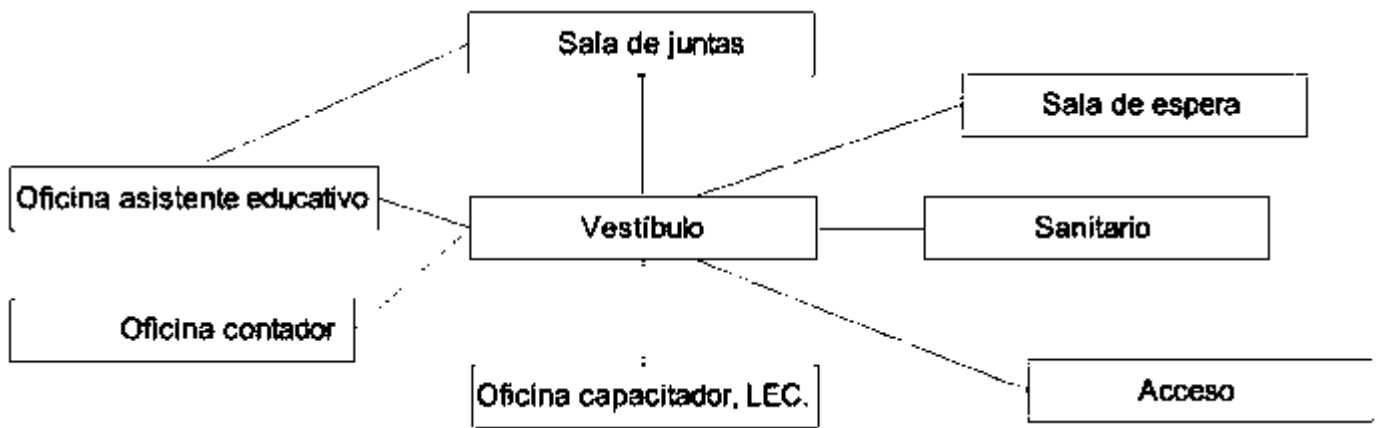 Sala de juntas
Sala de espera
Oficina asistente educativo
Vestíbulo
Sanitario
Oficina contador
Oficina capacitador, LEC.
Acceso